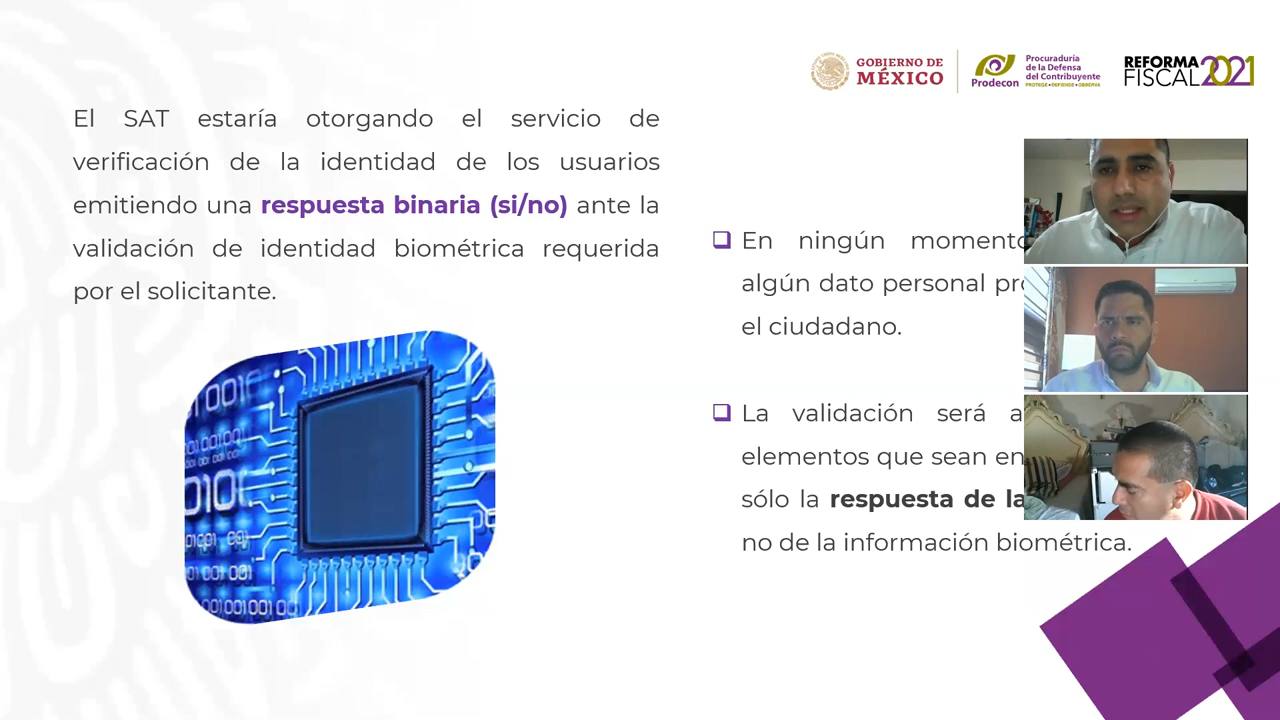 GOBIERNO DE
MÉXICO
Prodecon
Procuraduría
de la Defensa
del Contribuyente
PROTEGE • DEFIENDE • OBSERVA
REFORMA
FISCAL 2021
El SAT estaría otorgando el servicio de
verificación de la identidad de los usuarios
emitiendo una respuesta binaria (si/no) ante la
validación de identidad biométrica requerida
por el solicitante.
En ningún momento
algún dato personal
el ciudadano.
La validación será
elementos que sean
sólo la respuesta de la
no de la información biométrica.